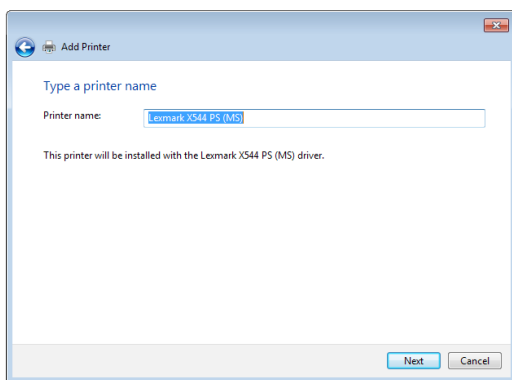 Add Printer
Type a printer name
Printer name: Lexmark X544 PS (MS)
This printer will be installed with the Lexmark X544 PS (MS) driver.
Next Cancel